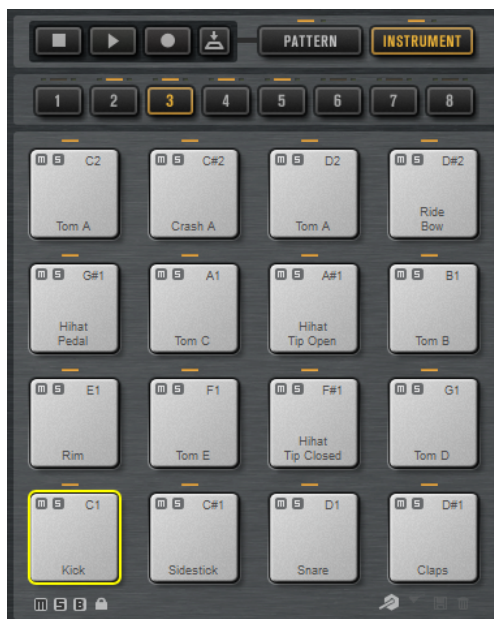 PATTERN INSTRUMENT
1 2 3 4 5 6 7 8
M S C2 M S C#2 M S D2 M S D#2
Tom A Crash A Tom A Ride
Bow
M S G#1 M S A1 M S A#1 M S B1
Hihat
Pedal Tom C Hihat
Tip Open Tom B
M S E1 M S F1 M S F#1 M S G1
Rim Tom E Hihat
Tip Closed Tom D
M S C1 M S C#1 M S D1 M S D#1
Kick Sidestick Snare Claps
M S B